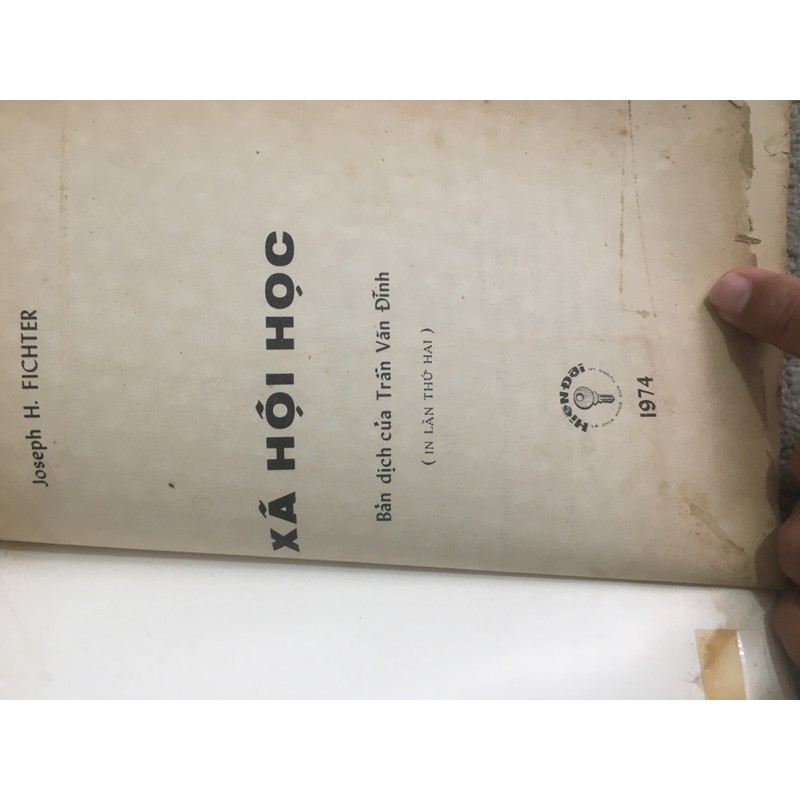 Joseph H. FICHTER
XÃ HỘI HỌC
Bản dịch của Trần Văn Đĩnh
( IN LẦN THỨ HAI )
HIỆN ĐẠI
1974